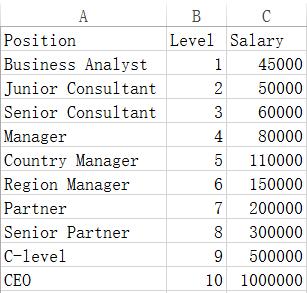 A B C
Position Level Salary
Business Analyst 1 45000
Junior Consultant 2 50000
Senior Consultant 3 60000
Manager 4 80000
Country Manager 5 110000
Region Manager 6 150000
Partner 7 200000
Senior Partner 8 300000
C-level 9 500000
CEO 10 1000000